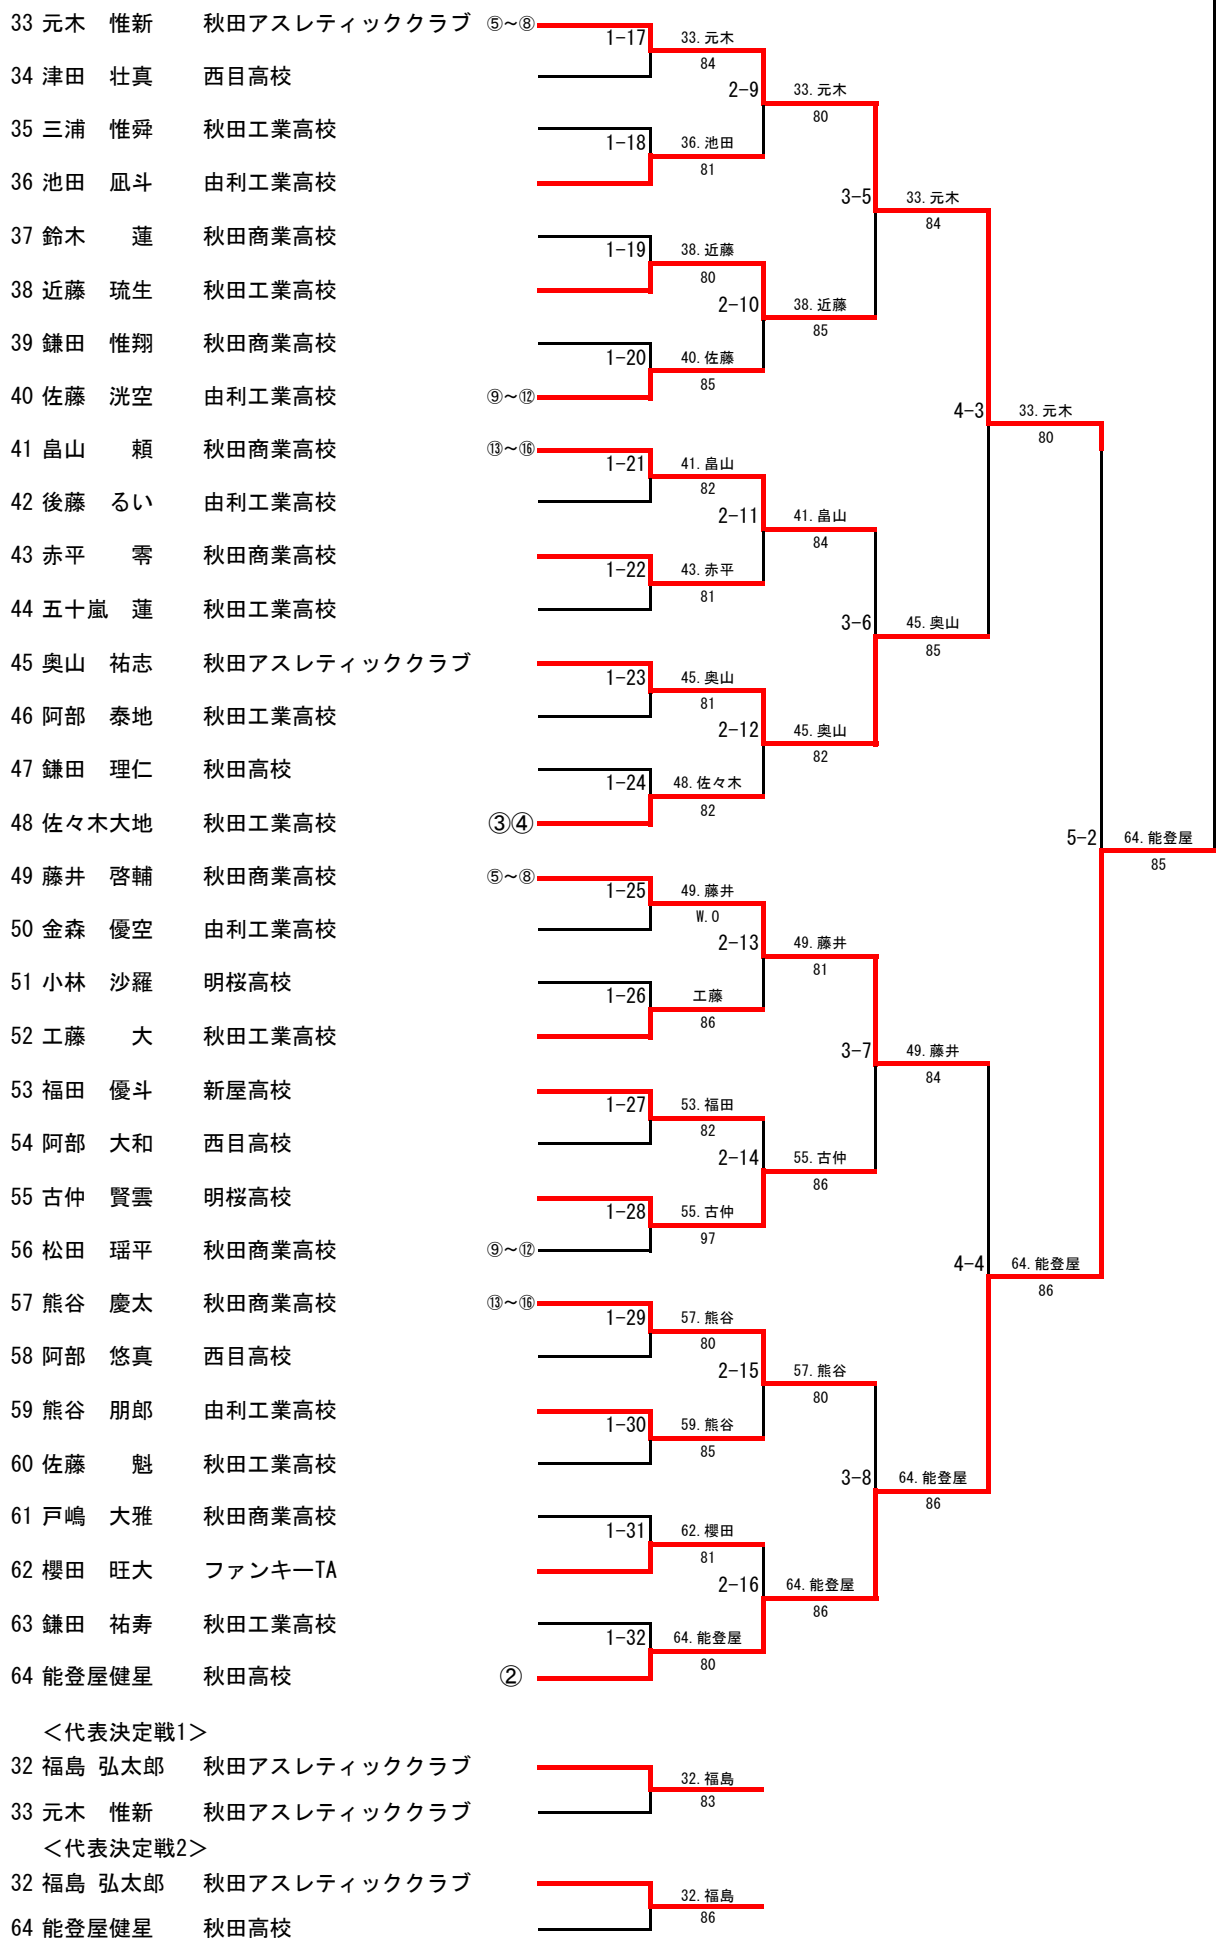 33 元木　惟新　秋田アスレティッククラブ　⑤～⑧
1-17　33.元木
84
34 津田　壮真　西目高校
2-9　33.元木
80
35 三浦　惟舜　秋田工業高校
1-18　36.池田
81
36 池田　凪斗　由利工業高校
3-5　33.元木
84
37 鈴木　　蓮　秋田商業高校
1-19　38.近藤
80
38 近藤　琉生　秋田工業高校
2-10　38.近藤
85
39 鎌田　惟翔　秋田商業高校
1-20　40.佐藤
85
40 佐藤　洸空　由利工業高校　⑨～⑫
4-3　33.元木
80
41 畠山　　頼　秋田商業高校　⑬～⑯
1-21　41.畠山
82
42 後藤　るい　由利工業高校
2-11　41.畠山
84
43 赤平　　零　秋田商業高校
1-22　43.赤平
81
44 五十嵐　蓮　秋田工業高校
3-6　45.奥山
85
45 奥山　祐志　秋田アスレティッククラブ
1-23　45.奥山
81
46 阿部　泰地　秋田工業高校
2-12　45.奥山
82
47 鎌田　理仁　秋田高校
1-24　48.佐々木
82
48 佐々木大地　秋田工業高校　③④
5-2　64.能登屋
85
49 藤井　啓輔　秋田商業高校　⑤～⑧
1-25　49.藤井
W.O
50 金森　優空　由利工業高校
2-13　49.藤井
81
51 小林　沙羅　明桜高校
1-26　工藤
86
52 工藤　　大　秋田工業高校
3-7　49.藤井
84
53 福田　優斗　新屋高校
1-27　53.福田
82
54 阿部　大和　西目高校
2-14　55.古仲
86
55 古仲　賢雲　明桜高校
1-28　55.古仲
97
56 松田　瑶平　秋田商業高校　⑨～⑫
4-4　64.能登屋
86
57 熊谷　慶太　秋田商業高校　⑬～⑯
1-29　57.熊谷
80
58 阿部　悠真　西目高校
2-15　57.熊谷
80
59 熊谷　朋郎　由利工業高校
1-30　59.熊谷
85
60 佐藤　　魁　秋田工業高校
3-8　64.能登屋
86
61 戸嶋　大雅　秋田商業高校
1-31　62.櫻田
81
62 櫻田　旺大　ファンキーTA
2-16　64.能登屋
86
63 鎌田　祐寿　秋田工業高校
1-32　64.能登屋
80
64 能登屋健星　秋田高校　②
＜代表決定戦1＞
32 福島 弘太郎　秋田アスレティッククラブ
32.福島
83
33 元木　惟新　秋田アスレティッククラブ
＜代表決定戦2＞
32 福島 弘太郎　秋田アスレティッククラブ
32.福島
86
64 能登屋健星　秋田高校